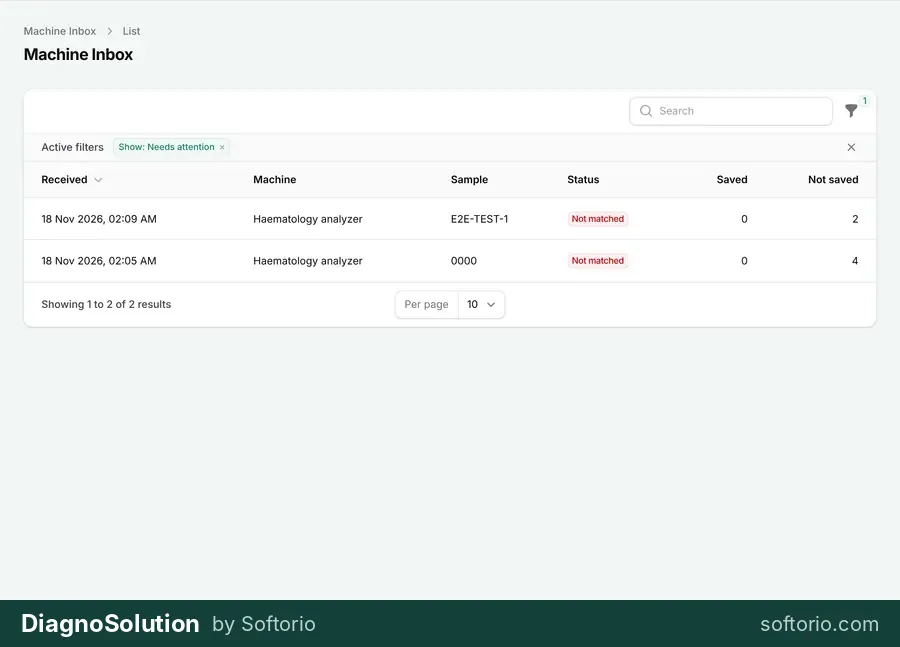 Machine Inbox > List
Machine Inbox
Search
1
Active filters Show: Needs attention ×
Received Machine Sample Status Saved Not saved
18 Nov 2026, 02:09 AM Haematology analyzer E2E-TEST-1 Not matched 0 2
18 Nov 2026, 02:05 AM Haematology analyzer 0000 Not matched 0 4
Showing 1 to 2 of 2 results Per page 10
DiagnoSolution by Softorio softorio.com